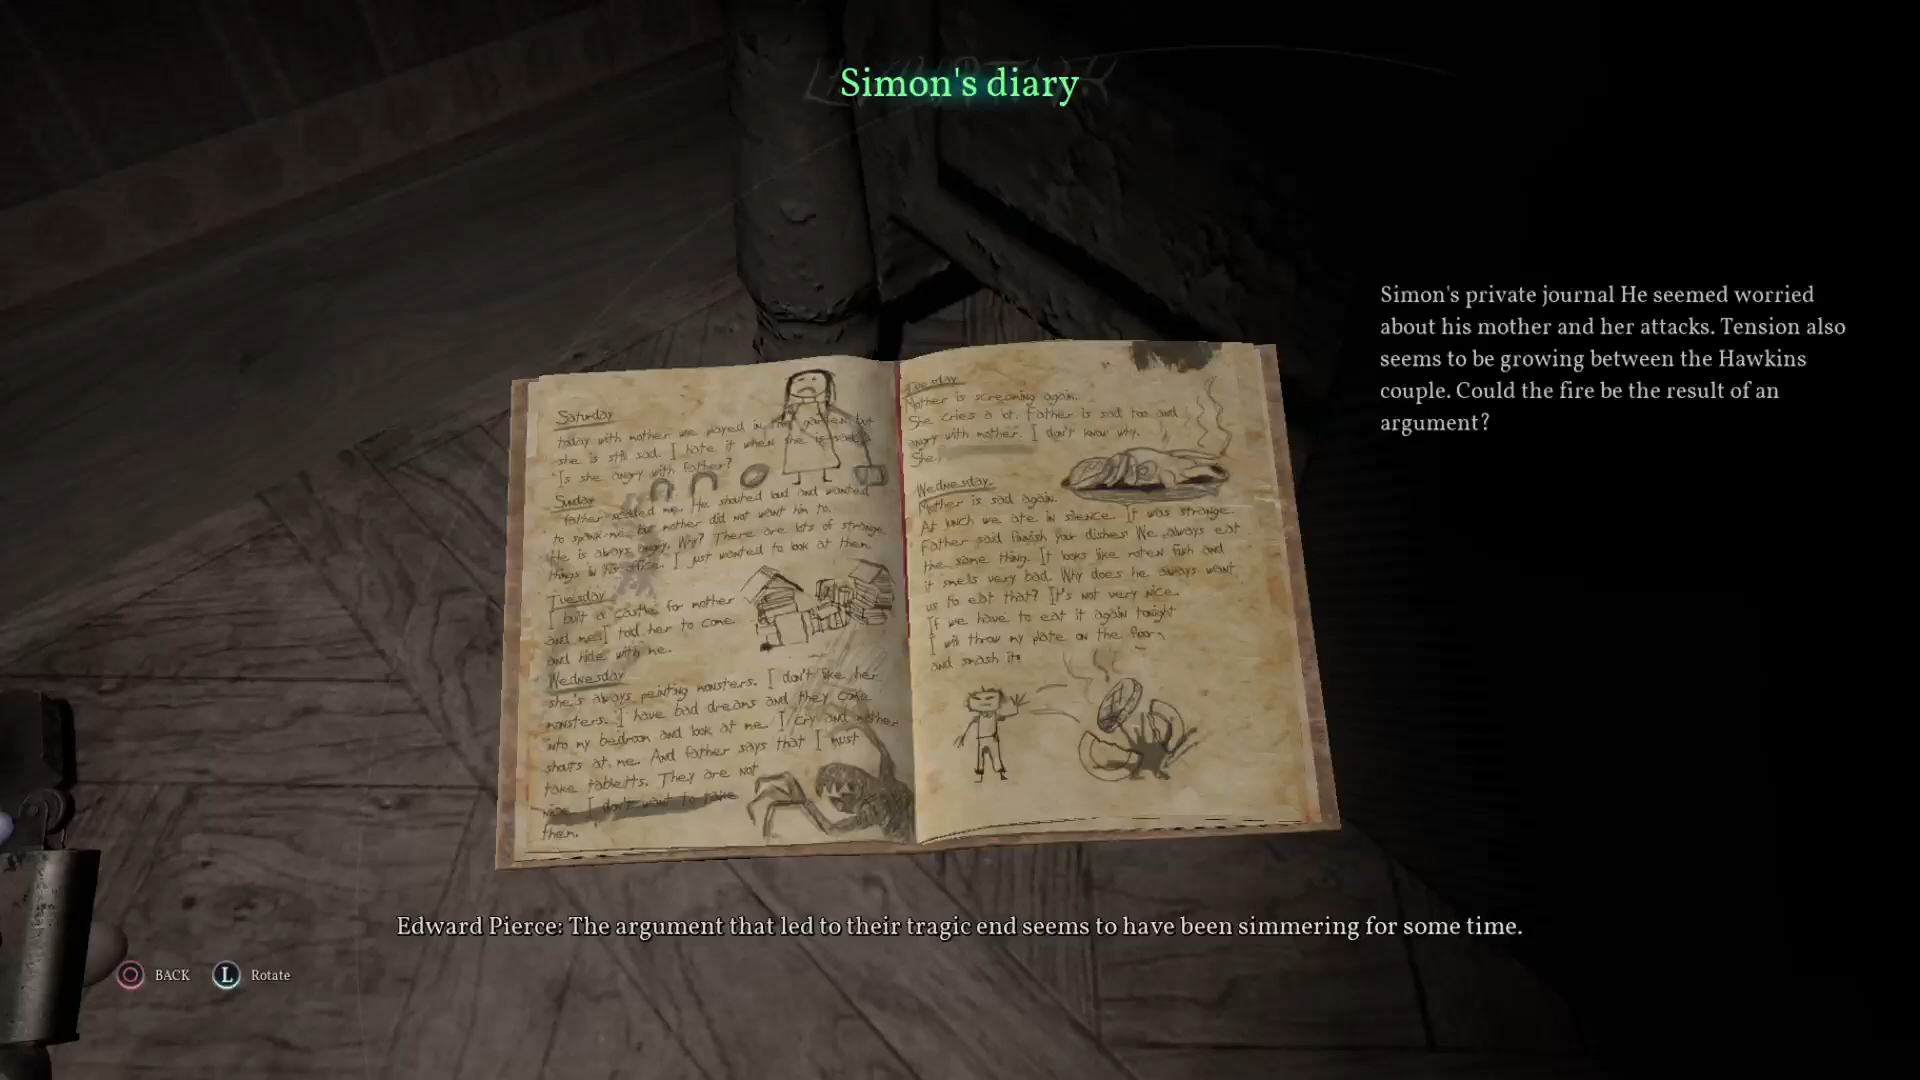 Simon's diary
Saturday
today with mother we played in the garden but
she is still sad. I hate it when she is sad.
Is she angry with father?
Sunday
Father scolded me. He shouted loud and wanted
to spank me, but mother did not want him to.
He is always angry. Why? There are lots of strange
things in his office. I just wanted to look at them
Tuesday
I built a castle for mother
and me. I told her to come
and hide with me.
Wednesday
she's always painting monsters. I don't like her
monsters. I have bad dreams and they come
into my bedroom and look at me. I cry and mother
shouts at me. And father says that I must
take tabletts. They are not
nice. I don't want to take
them.
Tuesday
Mother is screaming again.
She cries a lot. Father is sad too and
angry with mother. I don't know why.
She
Wednesday
Mother is sad again.
At lunch we ate in silence. It was strange.
Father said finnish your dishes! We always eat
the same thing. It looks like roten fish and
it smels very bad. Why does he always want
us to eat that? It's not very nice.
If we have to eat it again tonight
I will throw my plate on the floor
and smash it!
Simon's private journal He seemed worried
about his mother and her attacks. Tension also
seems to be growing between the Hawkins
couple. Could the fire be the result of an
argument?
Edward Pierce: The argument that led to their tragic end seems to have been simmering for some time.
BACK L Rotate